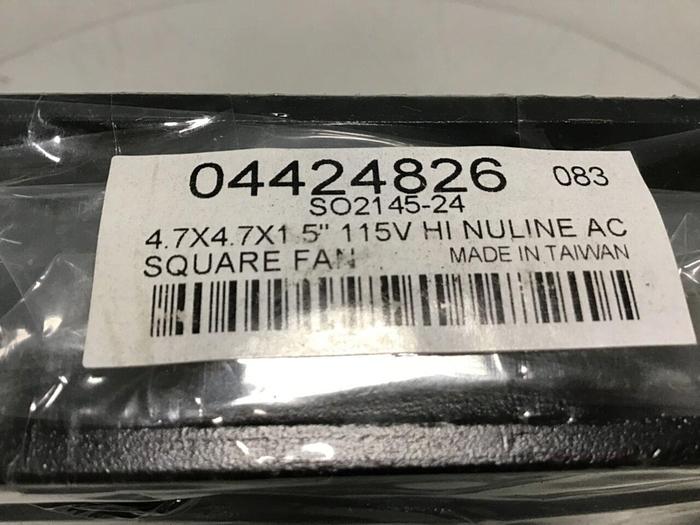 04424826 083
SO2145-24
4.7X4.7X1.5" 115V HI NULINE AC
SQUARE FAN MADE IN TAIWAN